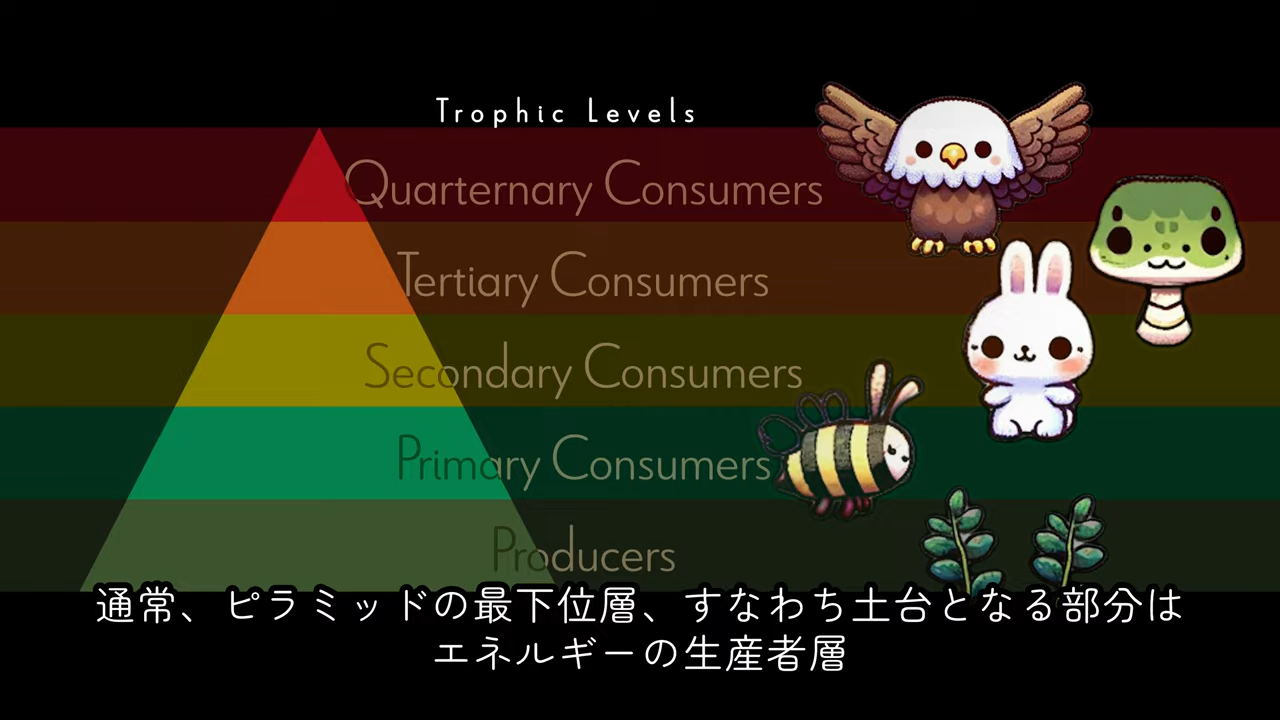 Trophic Levels
Quarternary Consumers
Tertiary Consumers
Secondary Consumers
Primary Consumers
Producers
通常、ピラミッドの最下位層、すなわち土台となる部分は
エネルギーの生産者層